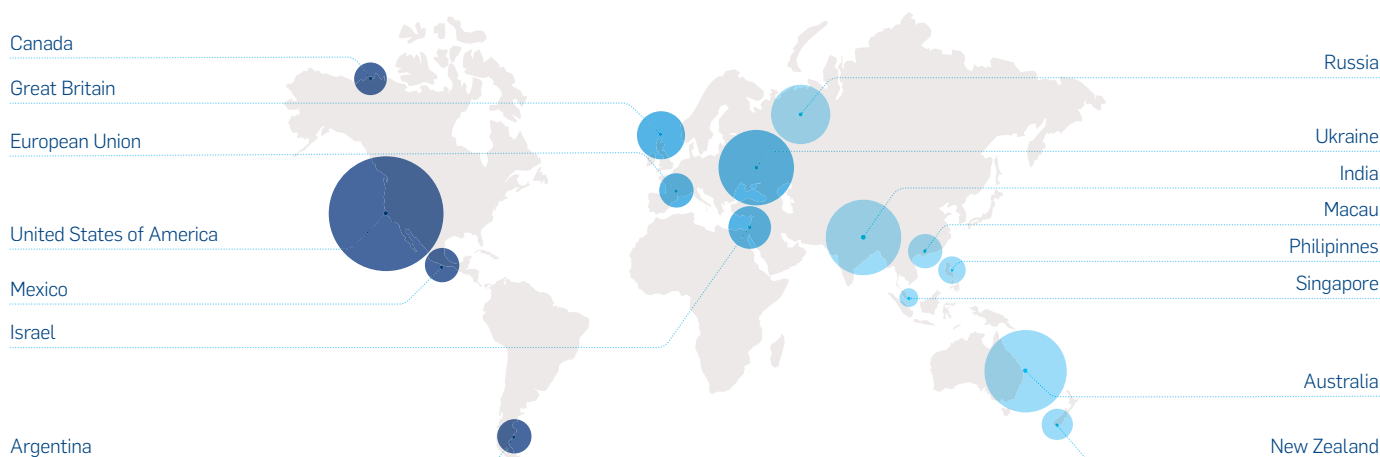 Canada
Great Britain
European Union
United States of America
Mexico
Israel
Argentina
Russia
Ukraine
India
Macau
Philipinnes
Singapore
Australia
New Zealand